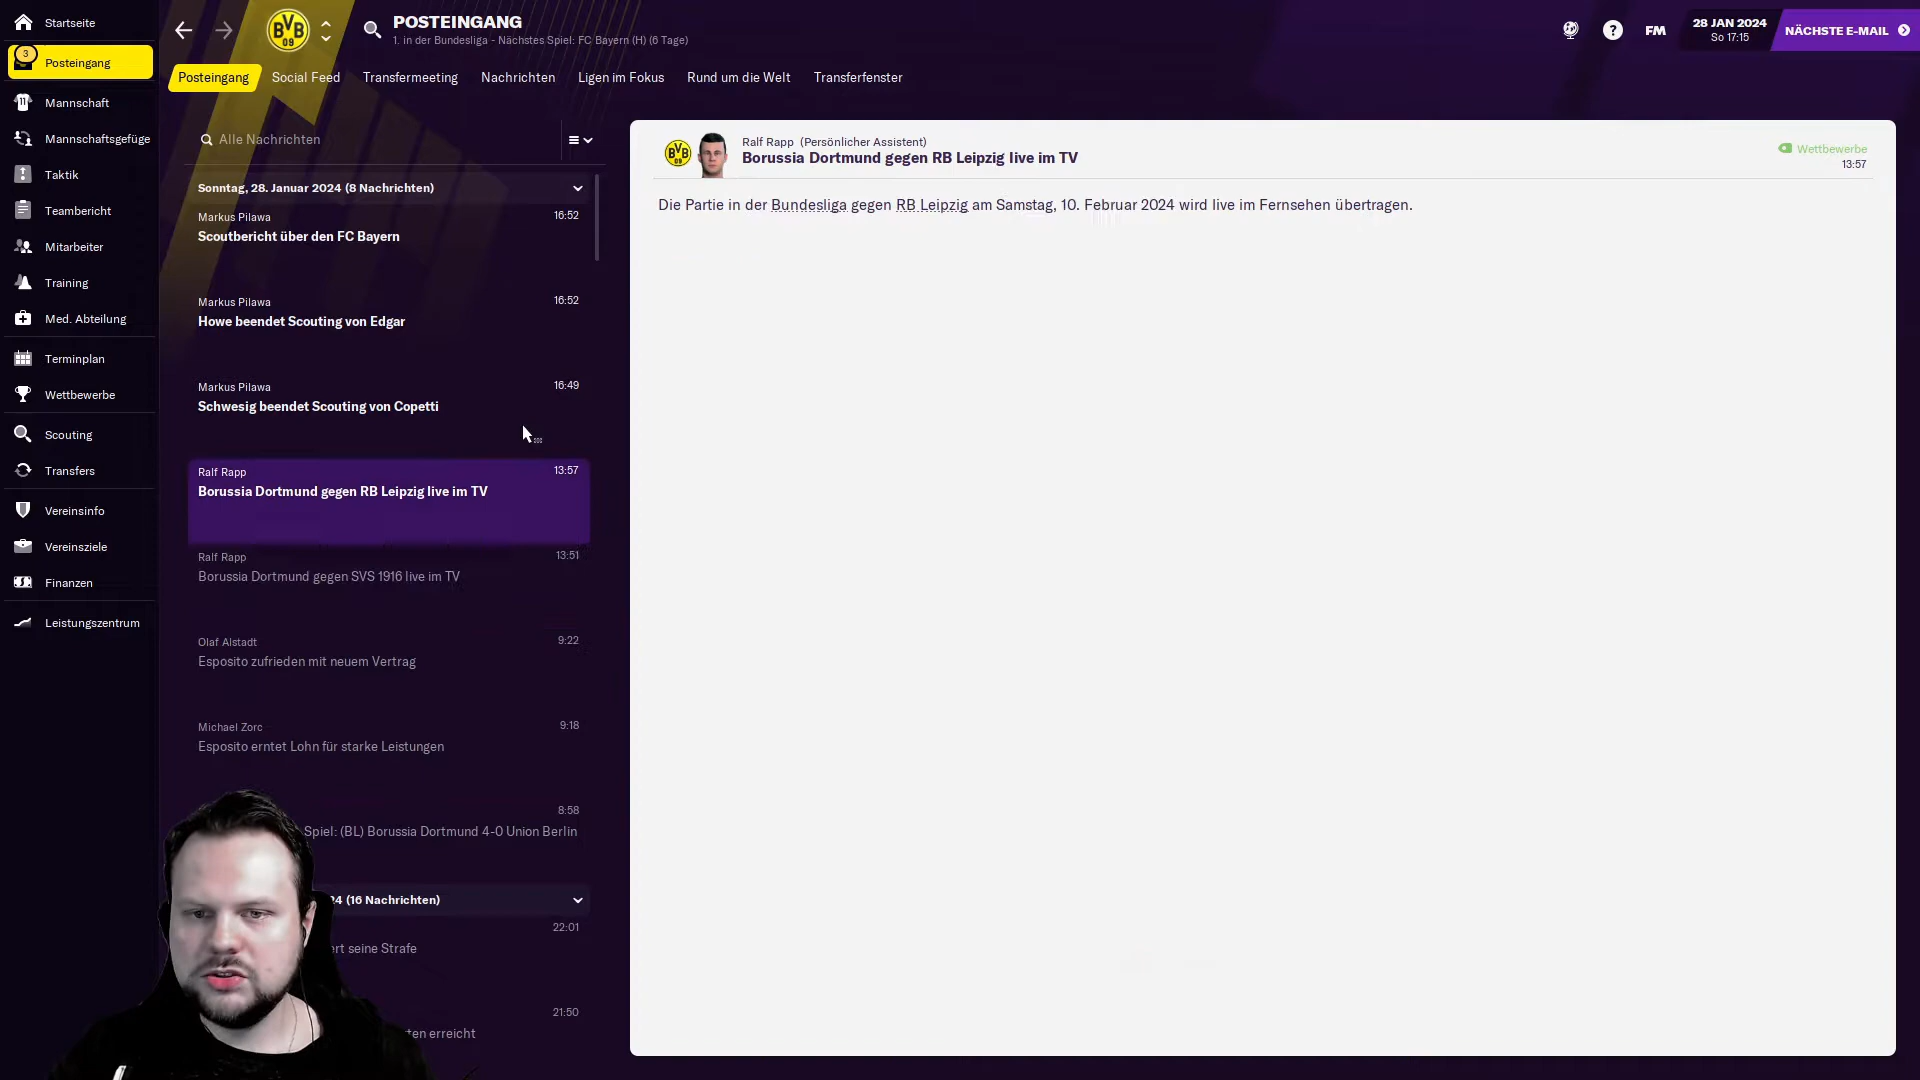 Startseite
3
Posteingang
Mannschaft
Mannschaftsgefüge
Taktik
Teambericht
Mitarbeiter
Training
Med. Abteilung
Terminplan
Wettbewerbe
Scouting
Transfers
Vereinsinfo
Vereinsziele
Finanzen
Leistungszentrum
BVB
09
POSTEINGANG
1. in der Bundesliga - Nächstes Spiel: FC Bayern (H) (6 Tage)
FM
28 JAN 2024
So 17:15
NÄCHSTE E-MAIL
Posteingang
Social Feed
Transfermeeting
Nachrichten
Ligen im Fokus
Rund um die Welt
Transferfenster
Alle Nachrichten
Sonntag, 28. Januar 2024 (8 Nachrichten)
Markus Pilawa 16:52
Scoutbericht über den FC Bayern
Markus Pilawa 16:52
Howe beendet Scouting von Edgar
Markus Pilawa 16:49
Schwesig beendet Scouting von Copetti
Ralf Rapp 13:57
Borussia Dortmund gegen RB Leipzig live im TV
Ralf Rapp 13:51
Borussia Dortmund gegen SVS 1916 live im TV
Olaf Alstadt 9:22
Esposito zufrieden mit neuem Vertrag
Michael Zorc 9:18
Esposito erntet Lohn für starke Leistungen
8:58
Spiel: (BL) Borussia Dortmund 4-0 Union Berlin
24 (16 Nachrichten)
22:01
ert seine Strafe
21:50
ten erreicht
BVB
09
Ralf Rapp (Persönlicher Assistent)
Borussia Dortmund gegen RB Leipzig live im TV
Wettbewerbe
13:57
Die Partie in der Bundesliga gegen RB Leipzig am Samstag, 10. Februar 2024 wird live im Fernsehen übertragen.